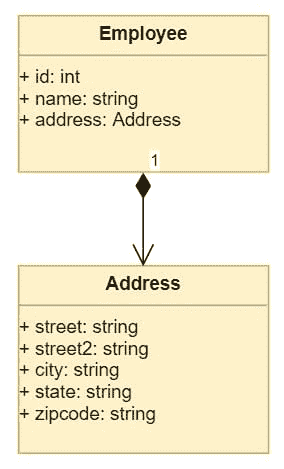 Employee
+ id: int
+ name: string
+ address: Address
1
Address
+ street: string
+ street2: string
+ city: string
+ state: string
+ zipcode: string